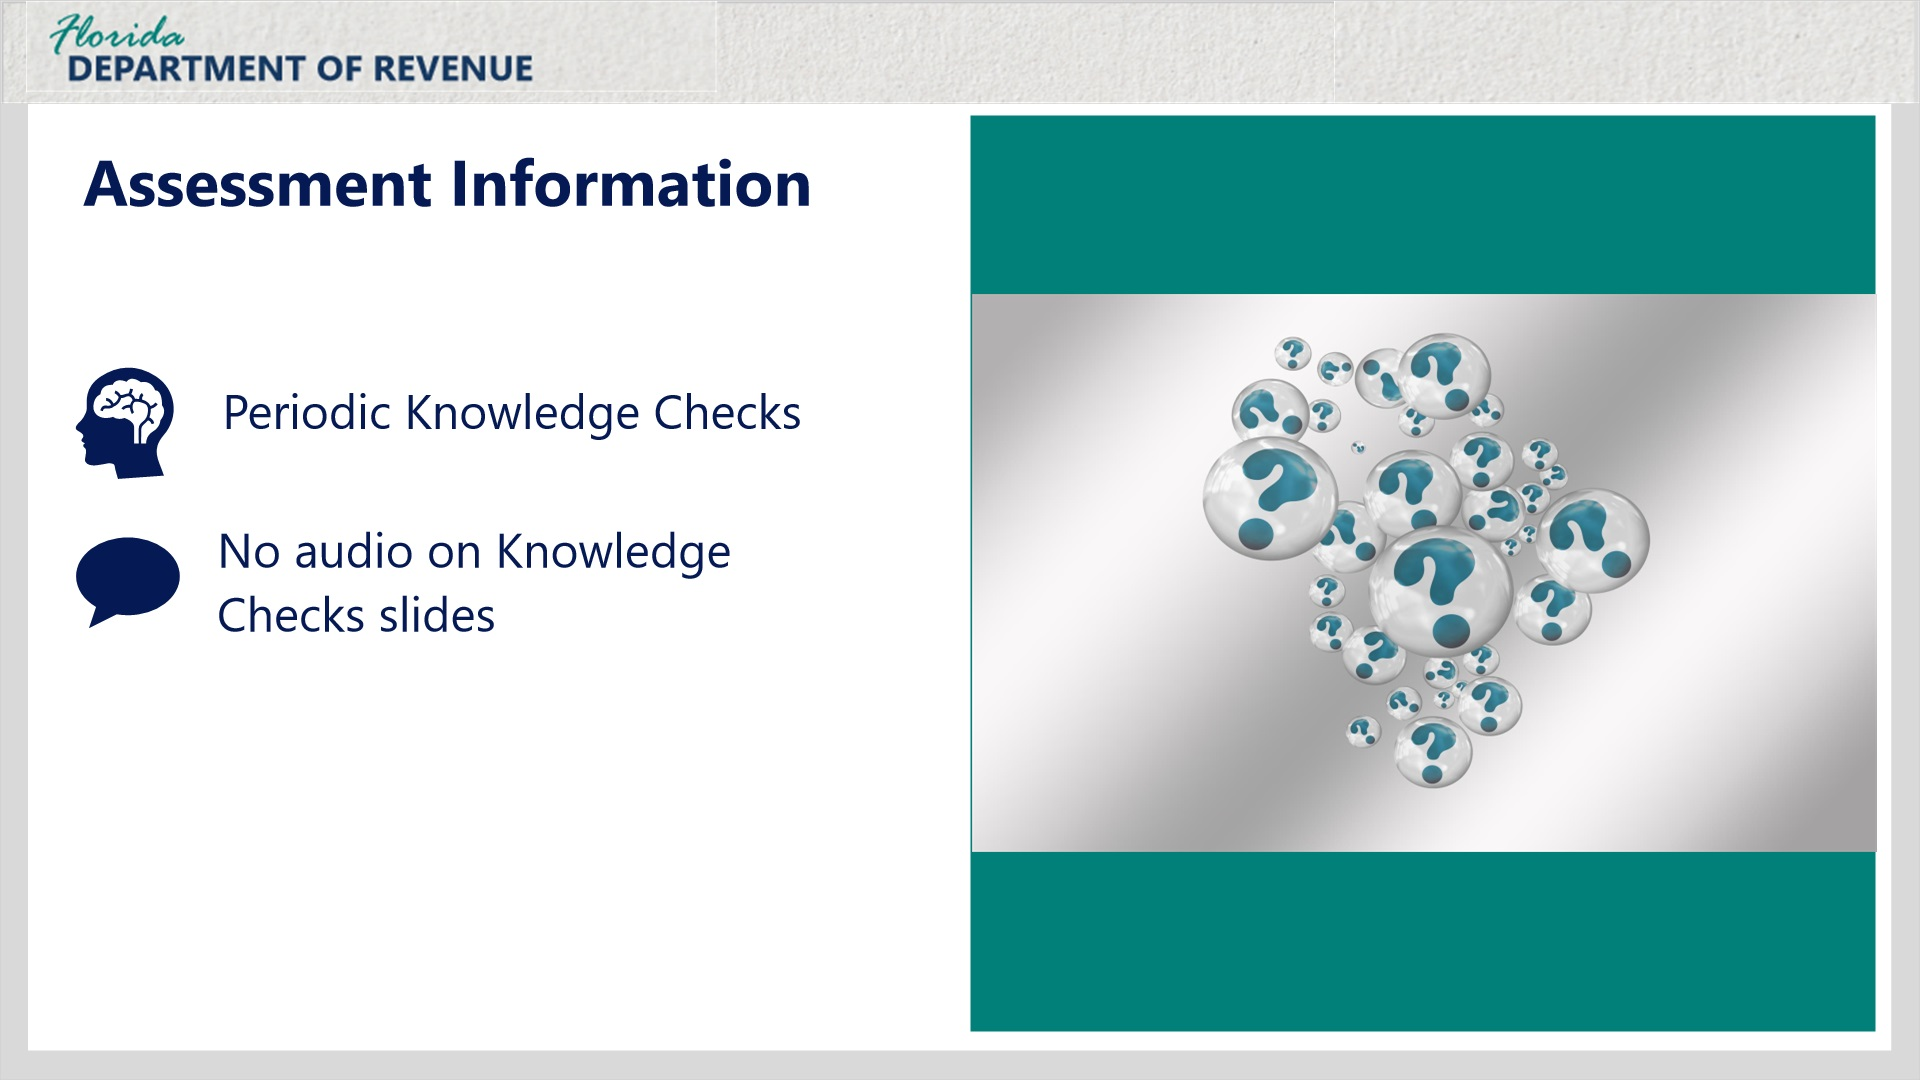 Florida
DEPARTMENT OF REVENUE
Assessment Information
Periodic Knowledge Checks
No audio on Knowledge
Checks slides